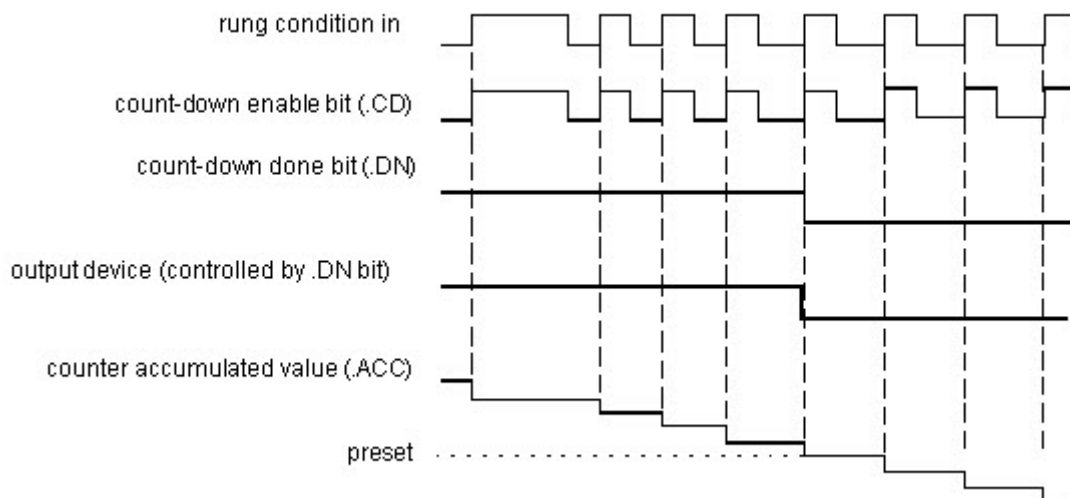 rung condition in
count-down enable bit (.CD)
count-down done bit (.DN)
output device (controlled by .DN bit)
counter accumulated value (.ACC)
preset